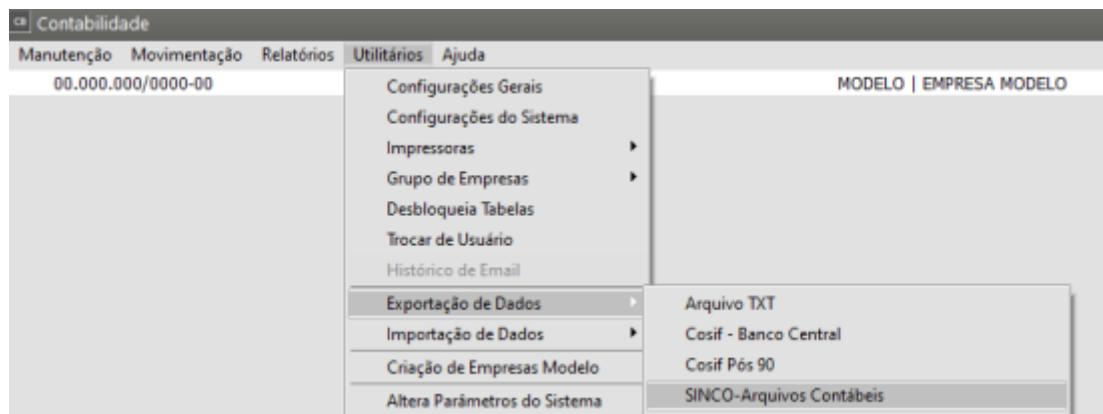 CB Contabilidade
Manutenção Movimentação Relatórios Utilitários Ajuda
00.000.000/0000-00 MODELO | EMPRESA MODELO
Configurações Gerais
Configurações do Sistema
Impressoras
Grupo de Empresas
Desbloqueia Tabelas
Trocar de Usuário
Histórico de Email
Exportação de Dados Arquivo TXT
Importação de Dados Cosif - Banco Central
Criação de Empresas Modelo Cosif Pós 90
Altera Parâmetros do Sistema SINCO-Arquivos Contábeis